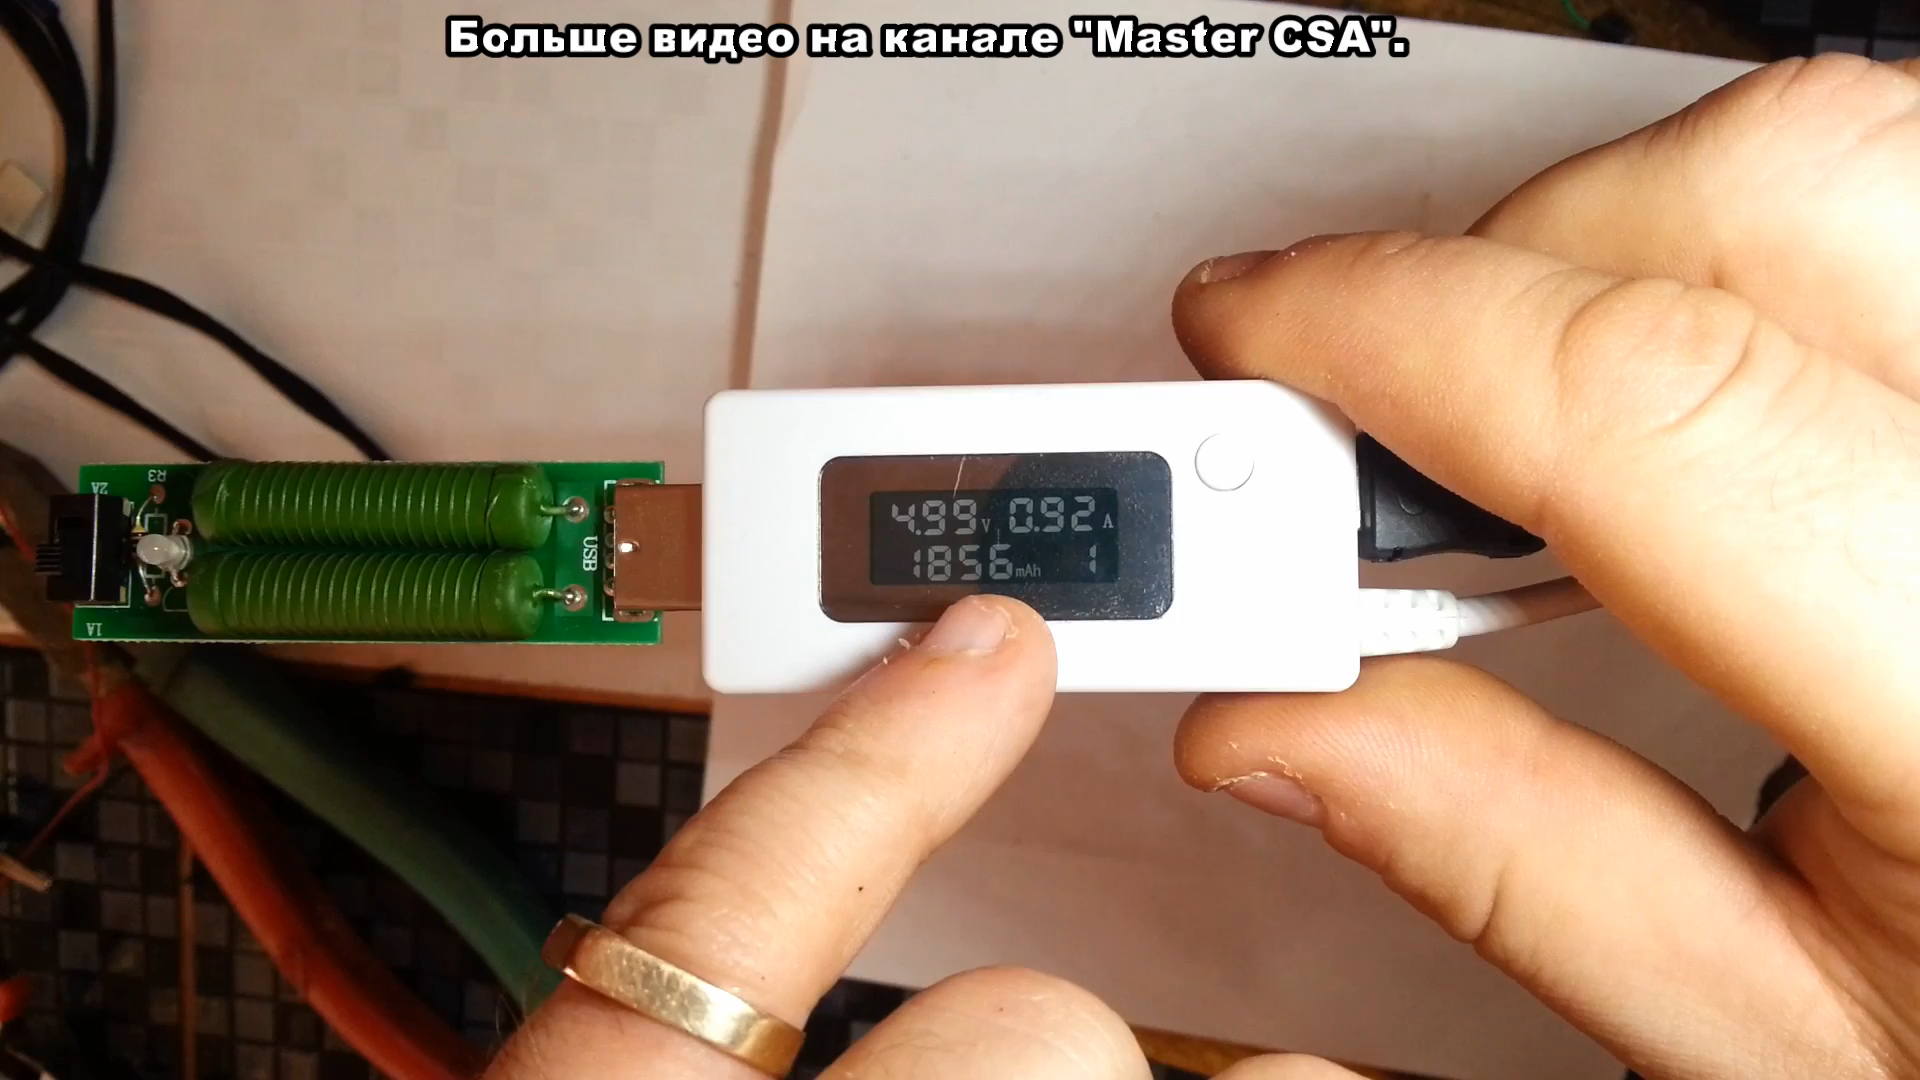 Больше видео на канале "Master CSA".
R3
2A
USB
1A
4.99 V 0.92 A
1856 mAh 1